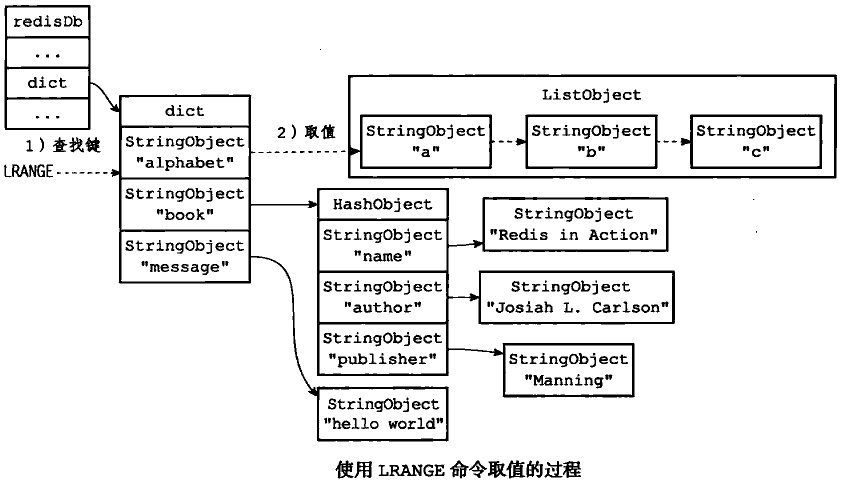 redisDb
...
dict
...
1) 查找键
LRANGE
dict
StringObject
"alphabet"
StringObject
"book"
StringObject
"message"
2) 取值
ListObject
StringObject
"a"
StringObject
"b"
StringObject
"c"
HashObject
StringObject
"name"
StringObject
"author"
StringObject
"publisher"
StringObject
"Redis in Action"
StringObject
"Josiah L. Carlson"
StringObject
"Manning"
StringObject
"hello world"
使用 LRANGE 命令取值的过程